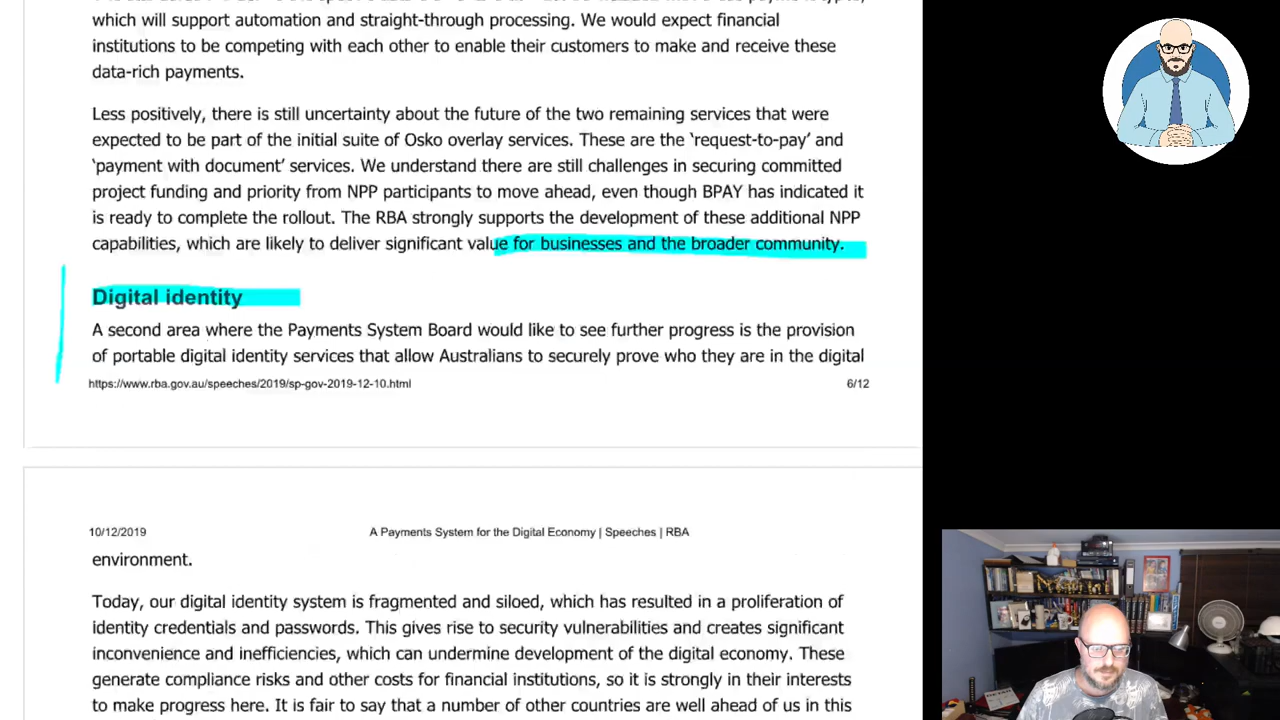 which will support automation and straight-through processing. We would expect financial
institutions to be competing with each other to enable their customers to make and receive these
data-rich payments.
Less positively, there is still uncertainty about the future of the two remaining services that were
expected to be part of the initial suite of Osko overlay services. These are the ‘request-to-pay’ and
‘payment with document’ services. We understand there are still challenges in securing committed
project funding and priority from NPP participants to move ahead, even though BPAY has indicated it
is ready to complete the rollout. The RBA strongly supports the development of these additional NPP
capabilities, which are likely to deliver significant value for businesses and the broader community.
Digital identity
A second area where the Payments System Board would like to see further progress is the provision
of portable digital identity services that allow Australians to securely prove who they are in the digital
https://www.rba.gov.au/speeches/2019/sp-gov-2019-12-10.html 6/12
10/12/2019 A Payments System for the Digital Economy | Speeches | RBA
environment.
Today, our digital identity system is fragmented and siloed, which has resulted in a proliferation of
identity credentials and passwords. This gives rise to security vulnerabilities and creates significant
inconvenience and inefficiencies, which can undermine development of the digital economy. These
generate compliance risks and other costs for financial institutions, so it is strongly in their interests
to make progress here. It is fair to say that a number of other countries are well ahead of us in this